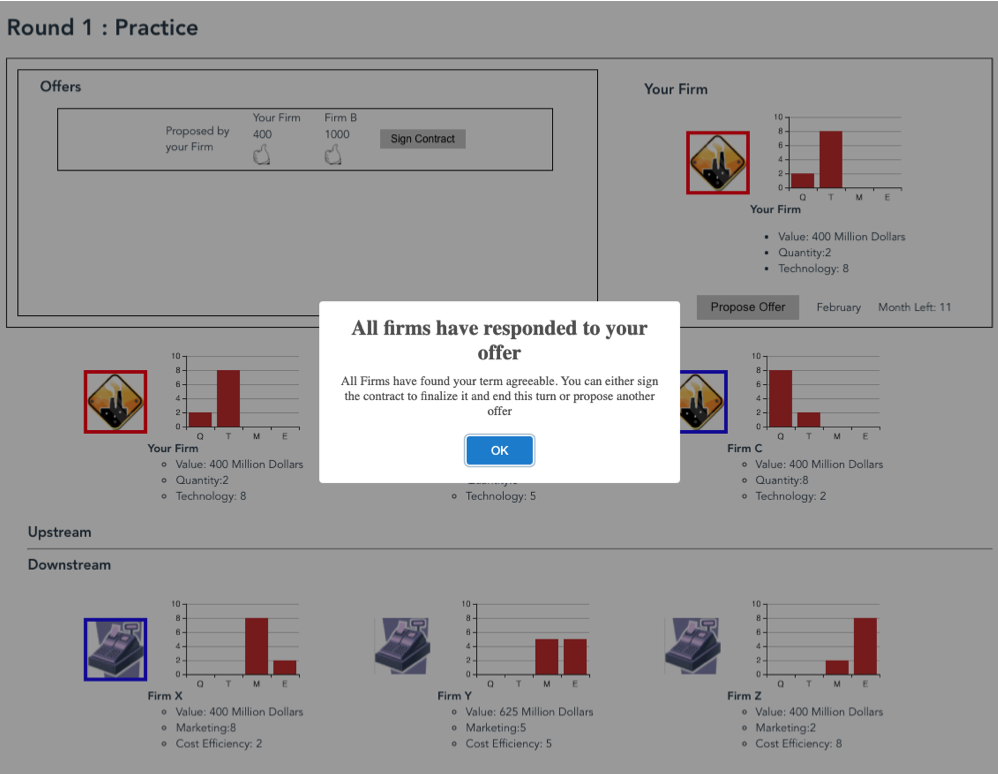 Round 1 : Practice
Offers
Your Firm
Firm B
Proposed by
your Firm
400
1000
Sign Contract
Your Firm
10
8
6
4
2
0
Q T M E
Your Firm
Value: 400 Million Dollars
Quantity:2
Technology: 8
Propose Offer
February
Month Left: 11
All firms have responded to your
offer
All Firms have found your term agreeable. You can either sign
the contract to finalize it and end this turn or propose another
offer
OK
10
8
6
4
2
0
Q T M E
Your Firm
Value: 400 Million Dollars
Quantity:2
Technology: 8
Technology: 5
10
8
6
4
2
0
Q T M E
Firm C
Value: 400 Million Dollars
Quantity:8
Technology: 2
Upstream
Downstream
10
8
6
4
2
0
Q T M E
Firm X
Value: 400 Million Dollars
Marketing:8
Cost Efficiency: 2
10
8
6
4
2
0
Q T M E
Firm Y
Value: 625 Million Dollars
Marketing:5
Cost Efficiency: 5
10
8
6
4
2
0
Q T M E
Firm Z
Value: 400 Million Dollars
Marketing:2
Cost Efficiency: 8